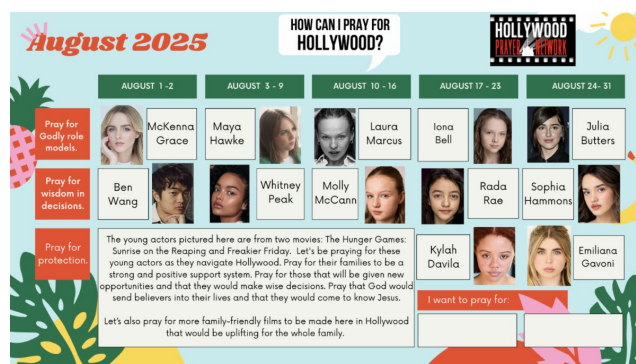 August 2025
HOW CAN I PRAY FOR
HOLLYWOOD?
HOLLYWOOD
PRAYER NETWORK
AUGUST 1 -2
AUGUST 3 - 9
AUGUST 10 - 16
AUGUST 17 - 23
AUGUST 24- 31
Pray for
Godly role
models.
McKenna
Grace
Maya
Hawke
Laura
Marcus
Iona
Bell
Julia
Butters
Pray for
wisdom in
decisions.
Ben
Wang
Whitney
Peak
Molly
McCann
Rada
Rae
Sophia
Hammons
Pray for
protection.
The young actors pictured here are from two movies: The Hunger Games:
Sunrise on the Reaping and Freakier Friday. Let's be praying for these
young actors as they navigate Hollywood. Pray for their families to be a
strong and positive support system. Pray for those that will be given new
opportunities and that they would make wise decisions. Pray that God would
send believers into their lives and that they would come to know Jesus.
Let's also pray for more family-friendly films to be made here in Hollywood
that would be uplifting for the whole family.
Kylah
Davila
Emiliana
Gavoni
I want to pray for: